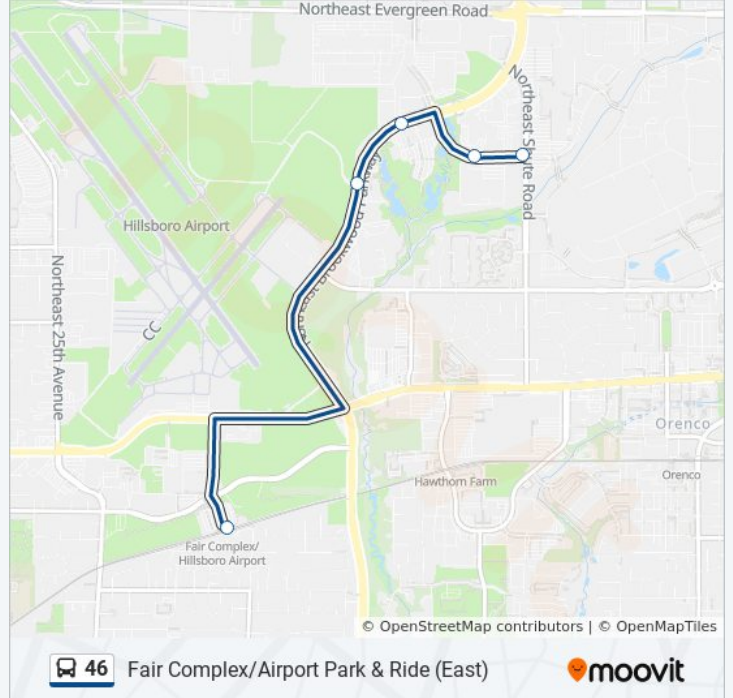 Northeast Evergreen Road
Northeast Shute Road
Hillsboro Airport
Northeast 25th Avenue
CC
Orenco
Orenco
Hawthorn Farm
Fair Complex/
Hillsboro Airport
© OpenStreetMap contributors | © OpenMapTiles
46 Fair Complex/Airport Park & Ride (East)
moovit